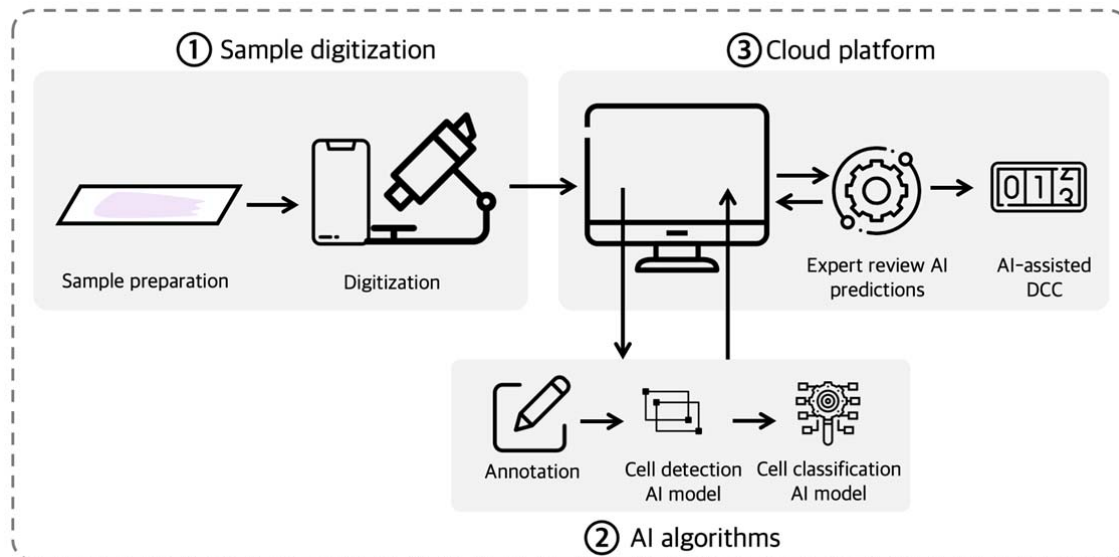 ① Sample digitization
③ Cloud platform
Sample preparation
Digitization
Expert review AI
predictions
AI-assisted
DCC
Annotation
Cell detection
AI model
Cell classification
AI model
② AI algorithms